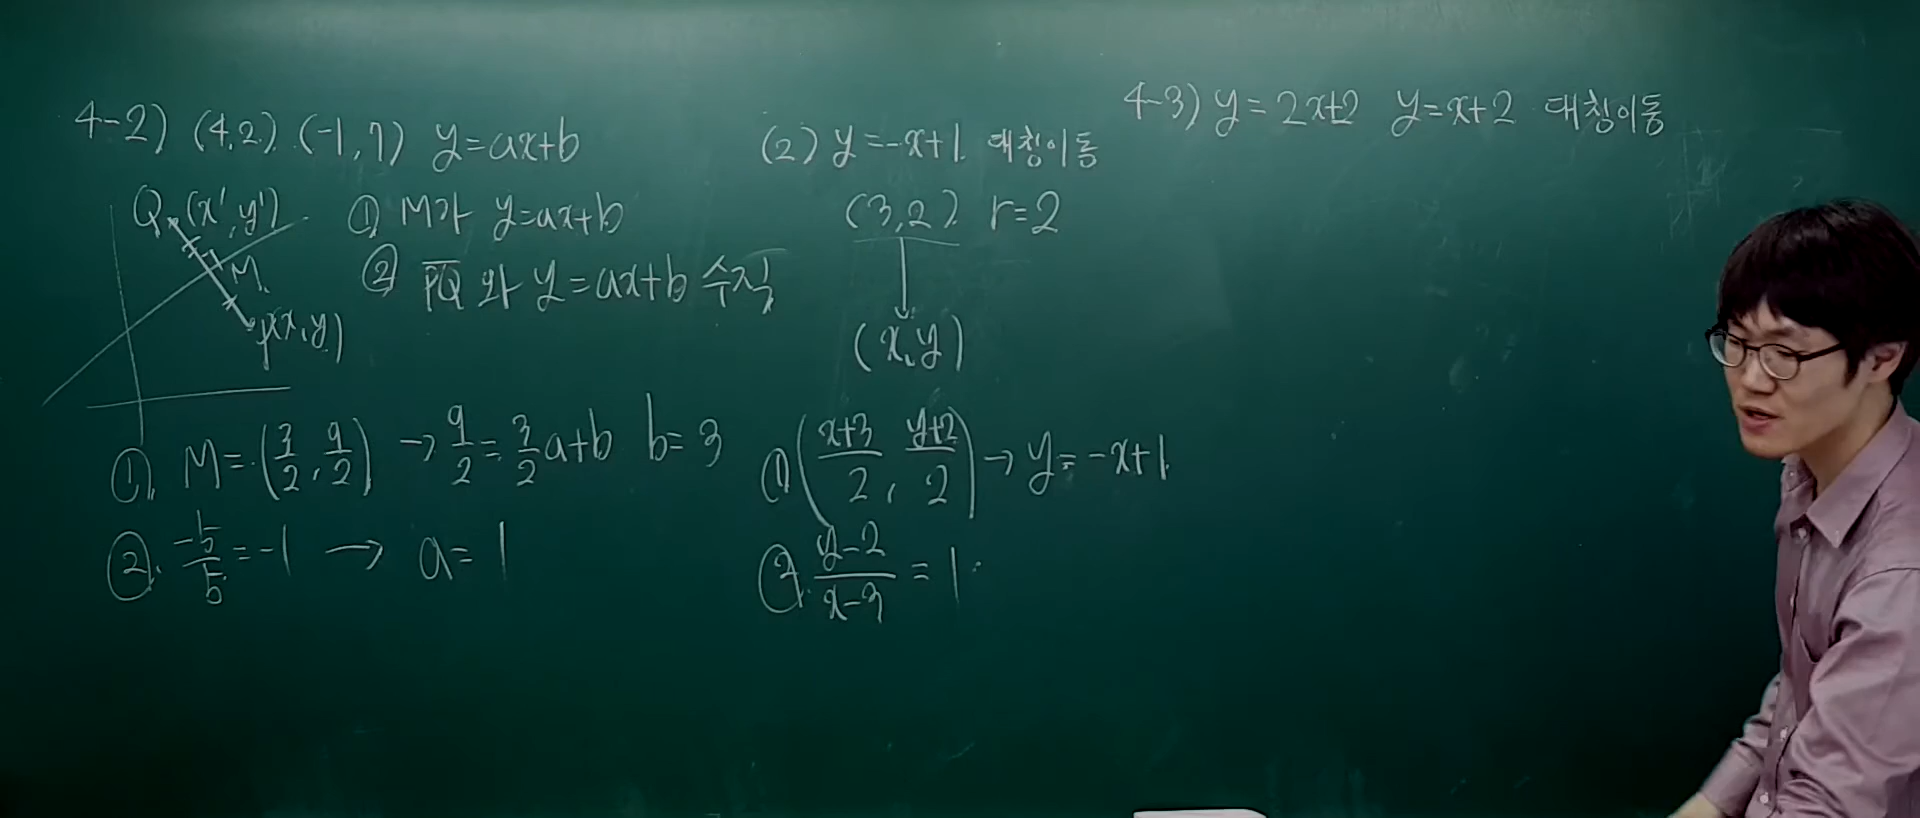 4-2) (4,2) (-1,7) y=ax+b
Q (x',y')
M
P(x,y)
① M가 y=ax+b
② PQ 와 y=ax+b 수직
① M=(3/2, 9/2) → 9/2=3/2a+b b=3
② -5/5=-1 → a=1
(2) y=-x+1 대칭이동
(3,2) r=2
↓
(x,y)
① (x+3/2, y+2/2) → y=-x+1
② y-2/x-3=1
4-3) y=2x+2 y=x+2 대칭이동